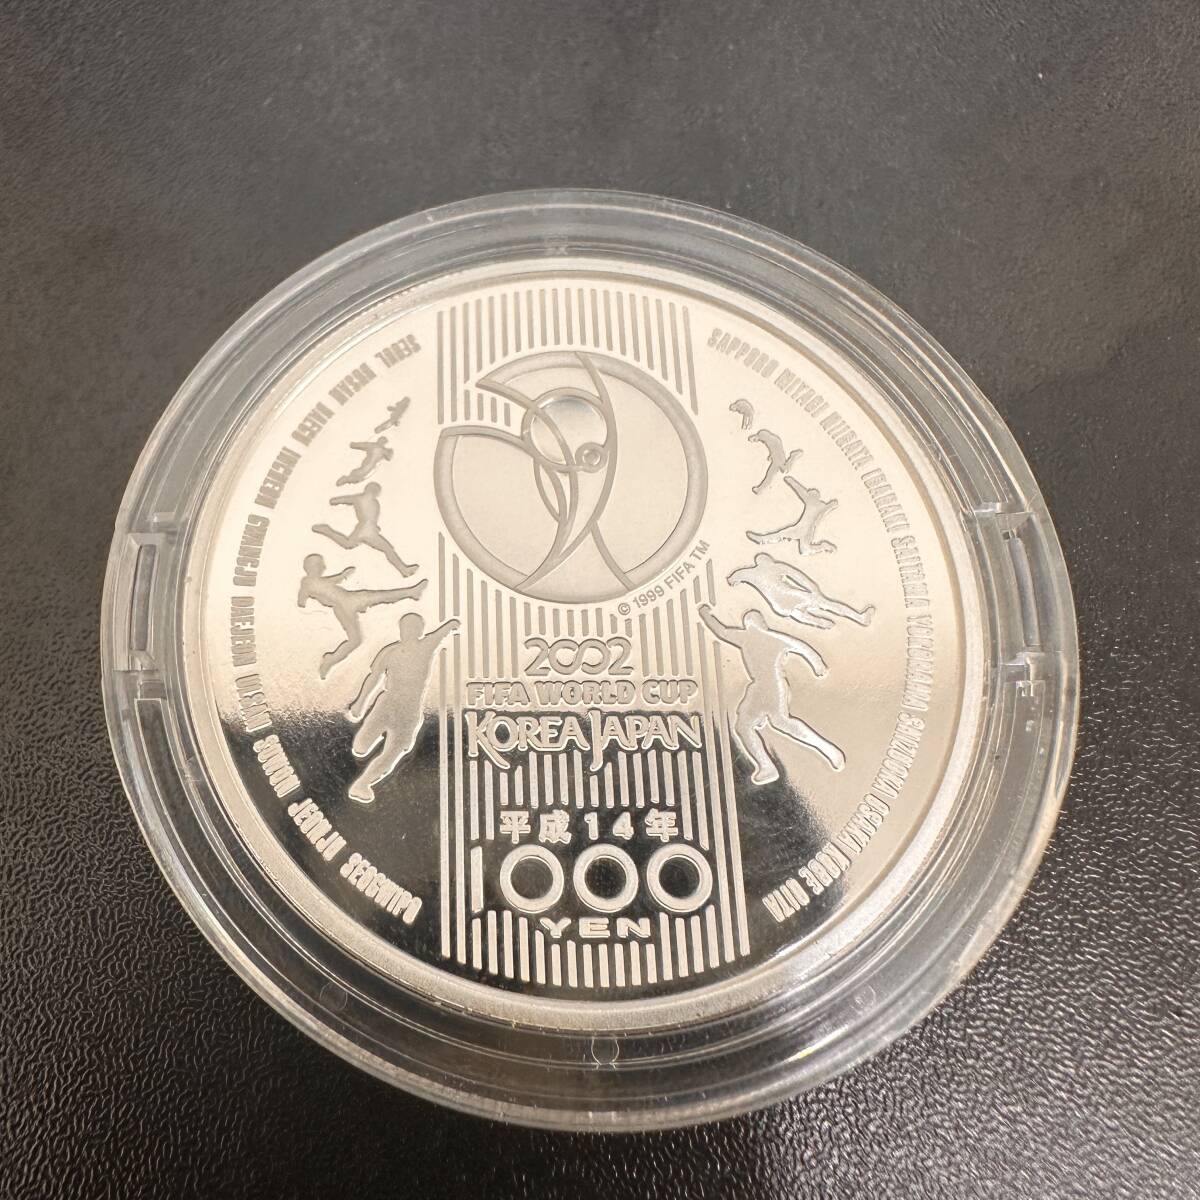 SEOUL BUSAN DAEGU INCHEON GWANGJU DAEJEON ULSAN SUWON JEONJU SEOGWIPO
SAPPORO MIYAGI NIIGATA IBARAKI SAITAMA YOKOHAMA SHIZUOKA OSAKA KOBE OITA
© 1999 FIFA TM
2002
FIFA WORLD CUP
KOREA JAPAN
平成14年
1000
YEN